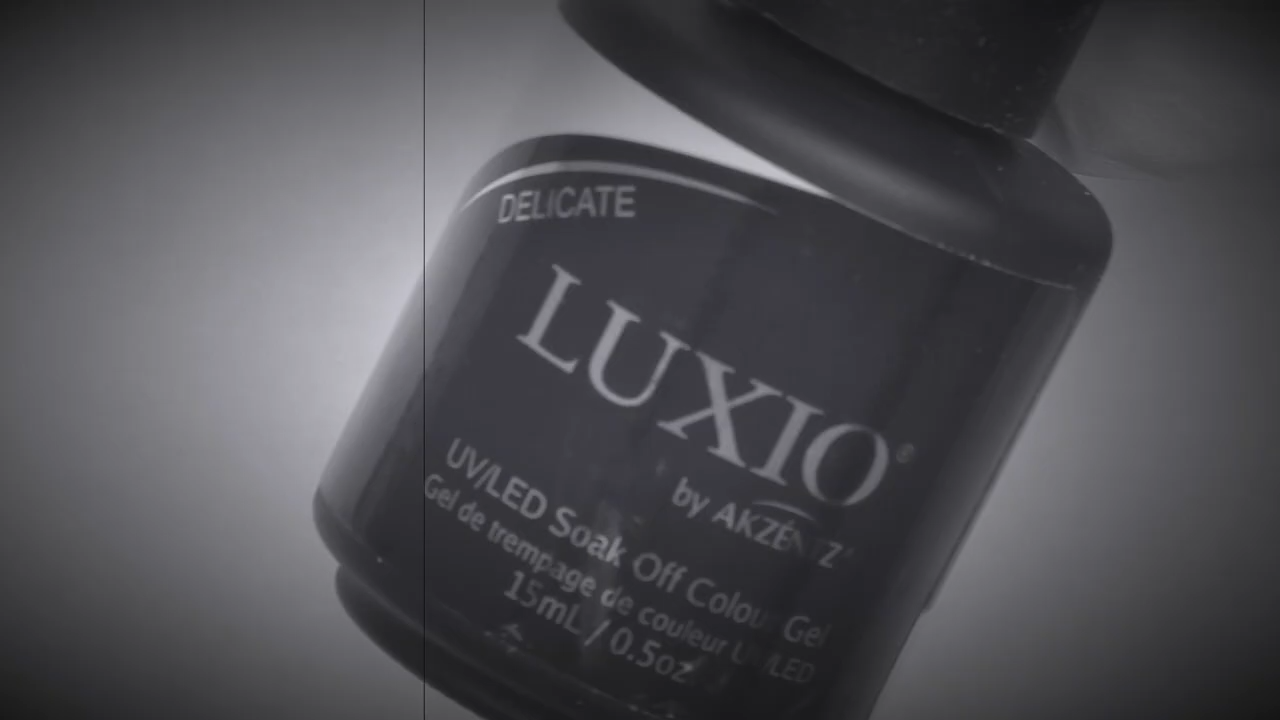 DELICATE
LUXIO®
by AKZÉNTZ
UV/LED Soak Off Colour Gel
Gel de trempage de couleur UV/LED
15mL / 0.5oz